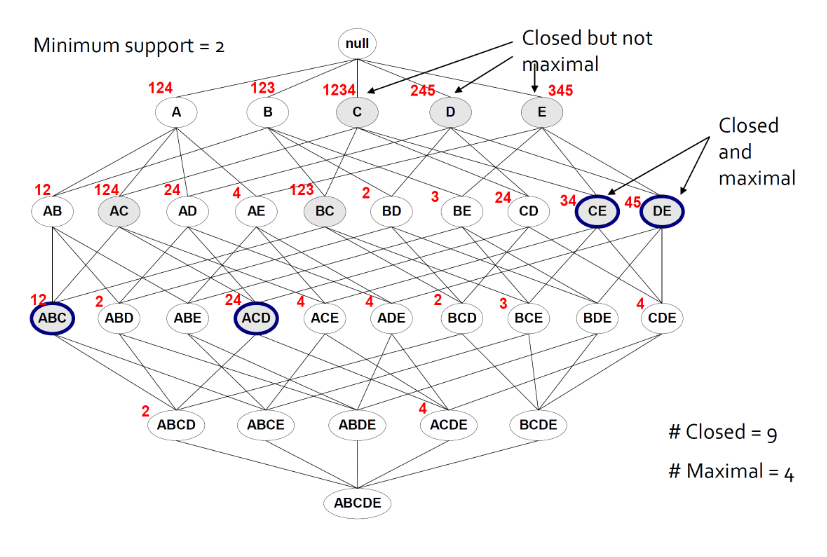 Minimum support = 2
null
Closed but not
maximal
124
123
1234
245
345
A
B
C
D
E
Closed
and
maximal
12
124
24
4
123
2
3
24
34
45
AB
AC
AD
AE
BC
BD
BE
CD
CE
DE
12
2
24
4
4
2
3
4
ABC
ABD
ABE
ACD
ACE
ADE
BCD
BCE
BDE
CDE
2
4
ABCD
ABCE
ABDE
ACDE
BCDE
# Closed = 9
# Maximal = 4
ABCDE